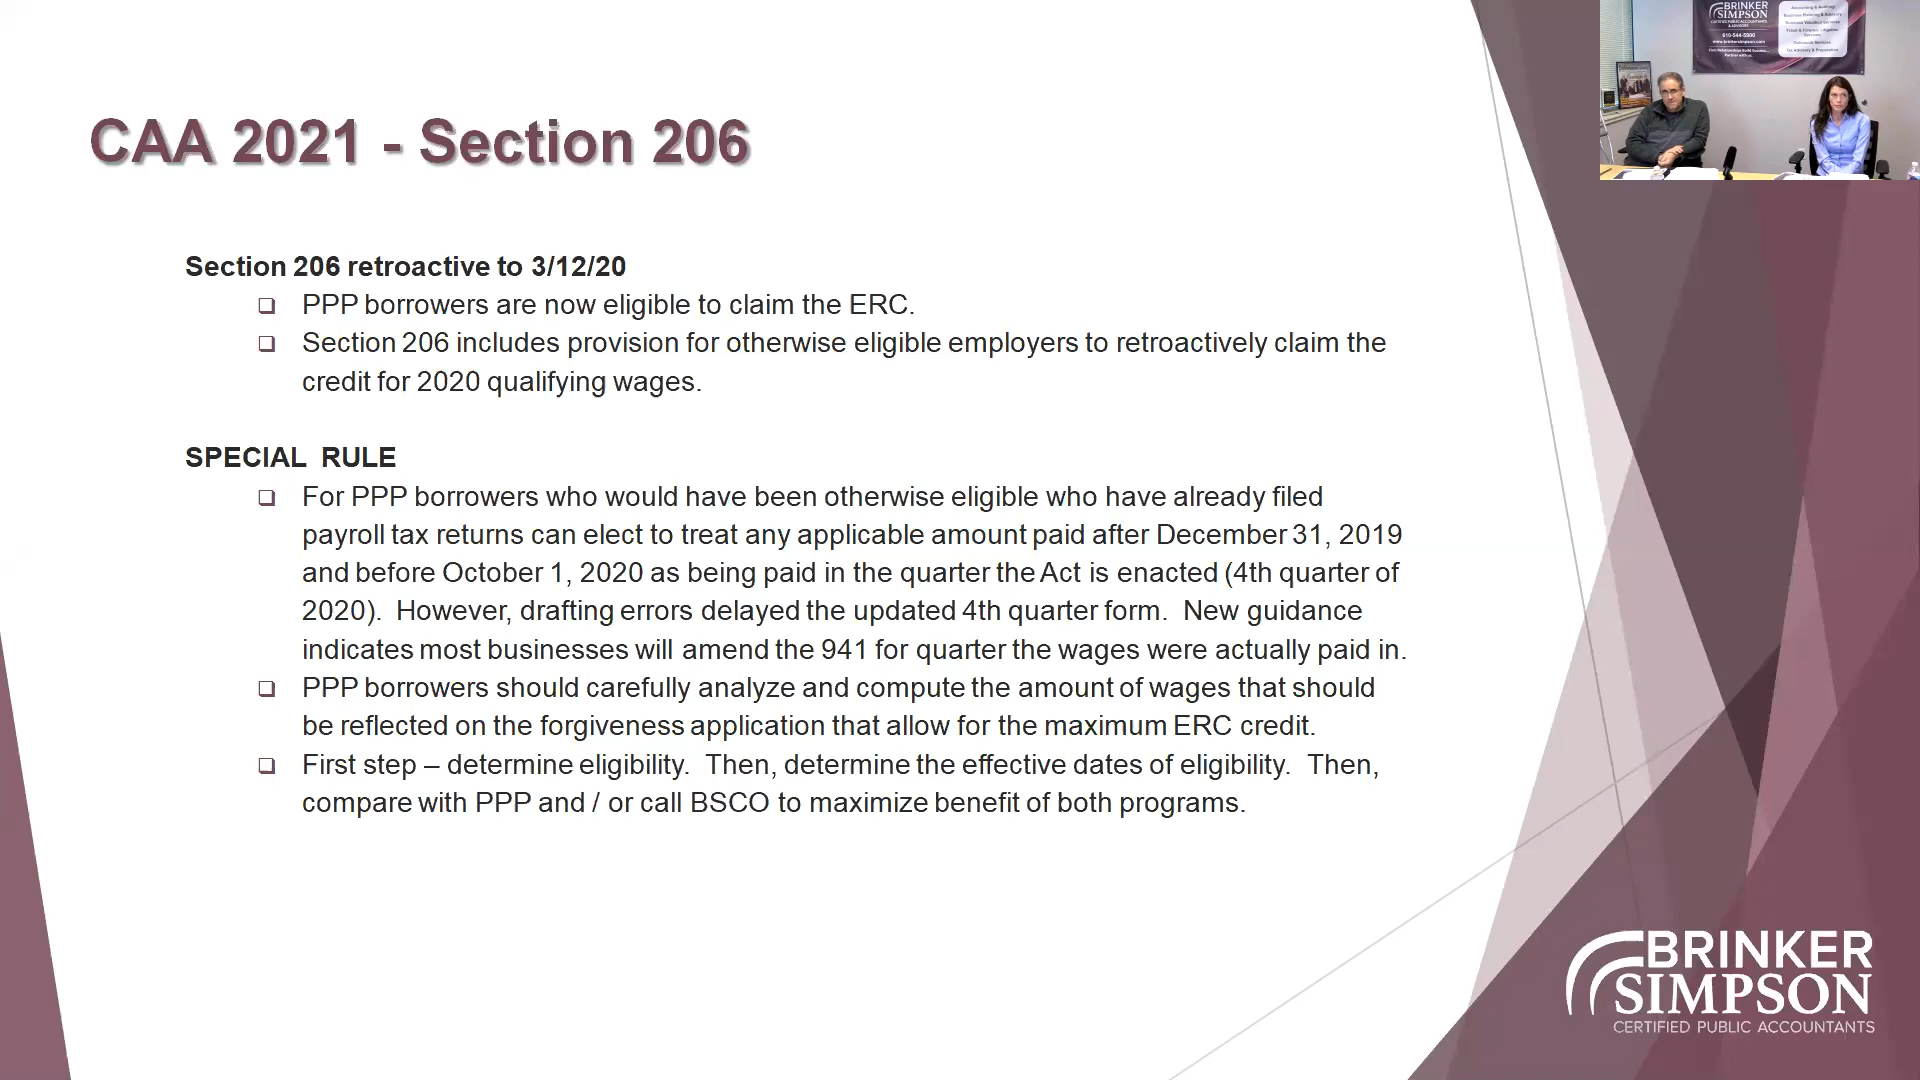 BRINKER
SIMPSON
610-544-5900
CAA 2021 - Section 206
Section 206 retroactive to 3/12/20
❑ PPP borrowers are now eligible to claim the ERC.
❑ Section 206 includes provision for otherwise eligible employers to retroactively claim the
credit for 2020 qualifying wages.
SPECIAL RULE
❑ For PPP borrowers who would have been otherwise eligible who have already filed
payroll tax returns can elect to treat any applicable amount paid after December 31, 2019
and before October 1, 2020 as being paid in the quarter the Act is enacted (4th quarter of
2020). However, drafting errors delayed the updated 4th quarter form. New guidance
indicates most businesses will amend the 941 for quarter the wages were actually paid in.
❑ PPP borrowers should carefully analyze and compute the amount of wages that should
be reflected on the forgiveness application that allow for the maximum ERC credit.
❑ First step – determine eligibility. Then, determine the effective dates of eligibility. Then,
compare with PPP and / or call BSCO to maximize benefit of both programs.
BRINKER
SIMPSON
CERTIFIED PUBLIC ACCOUNTANTS